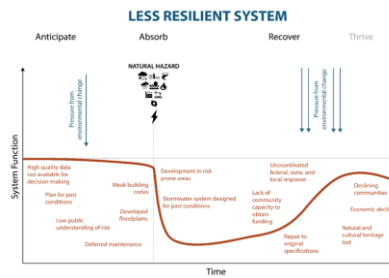 LESS RESILIENT SYSTEM
Anticipate
Absorb
Recover
Thrive
NATURAL HAZARD
Pressure from
environmental change
Pressure from
environmental change
System Function
High quality data
not available for
decision-making
Plan for past
conditions
Low public
understanding of risk
Deferred maintenance
Weak building
codes
Developed
floodplains
Development in risk
prone areas
Stormwater system designed
for past conditions
Uncoordinated
federal, state, and
local response
Lack of
community
capacity to
obtain
funding
Repair to
original
specifications
Declining
communities
Economic decline
Natural and
cultural heritage
lost
Time